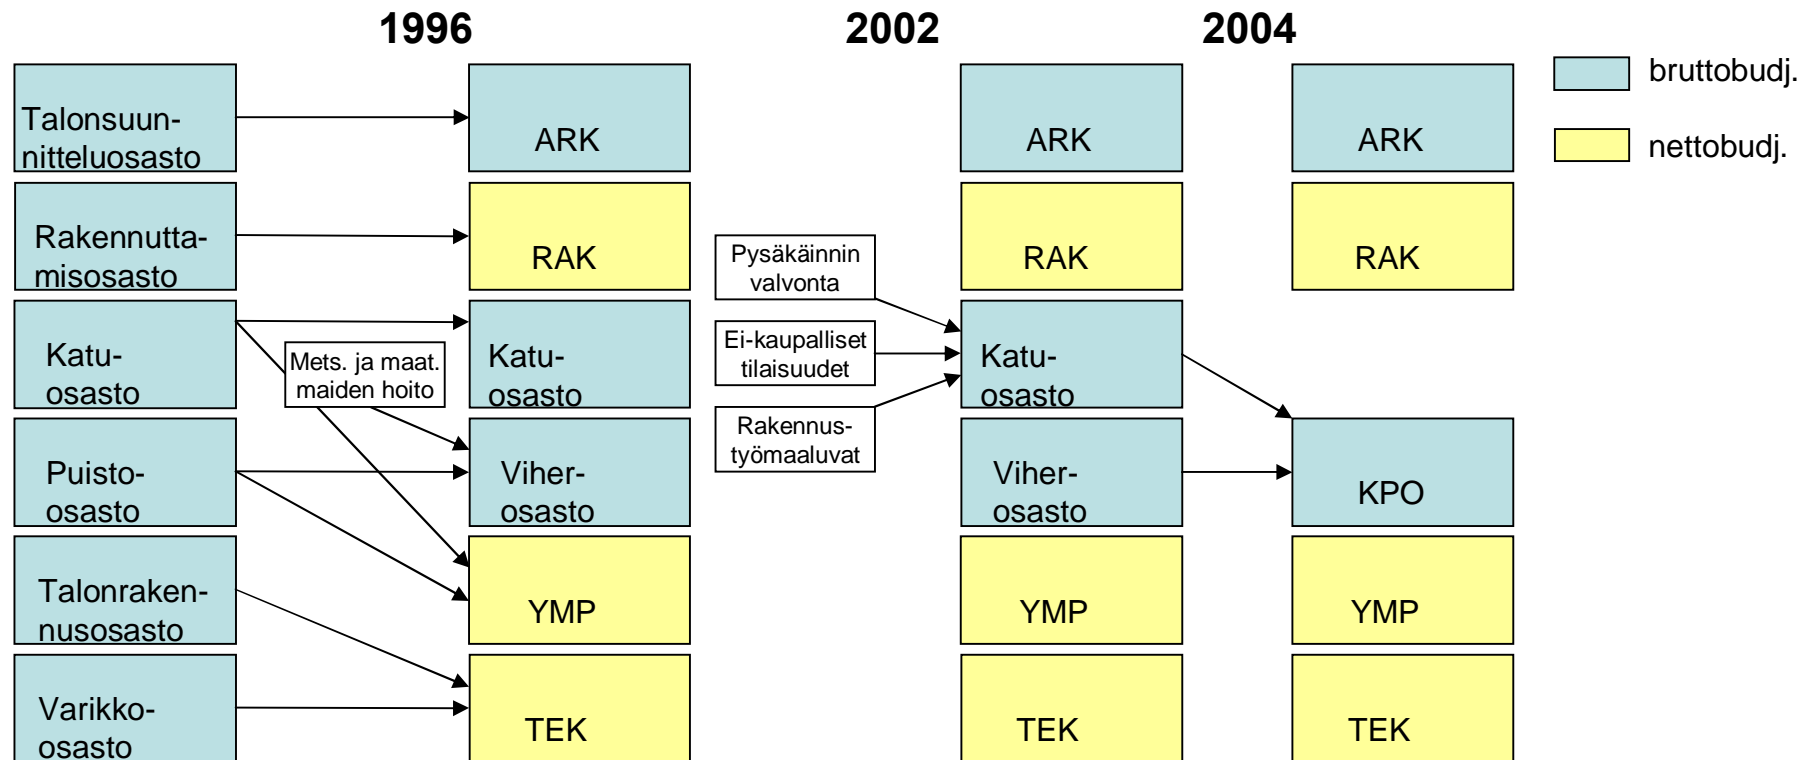 1996
2002
2004
bruttobudj.
nettobudj.
Talonsuun-
nitteluosasto
Rakennutta-
misosasto
Katu-
osasto
Puisto-
osasto
Talonraken-
nusosasto
Varikko-
osasto
Mets. ja maat.
maiden hoito
ARK
RAK
Katu-
osasto
Viher-
osasto
YMP
TEK
Pysäkäinnin
valvonta
Ei-kaupalliset
tilaisuudet
Rakennus-
työmaaluvat
ARK
RAK
Katu-
osasto
Viher-
osasto
YMP
TEK
ARK
RAK
KPO
YMP
TEK